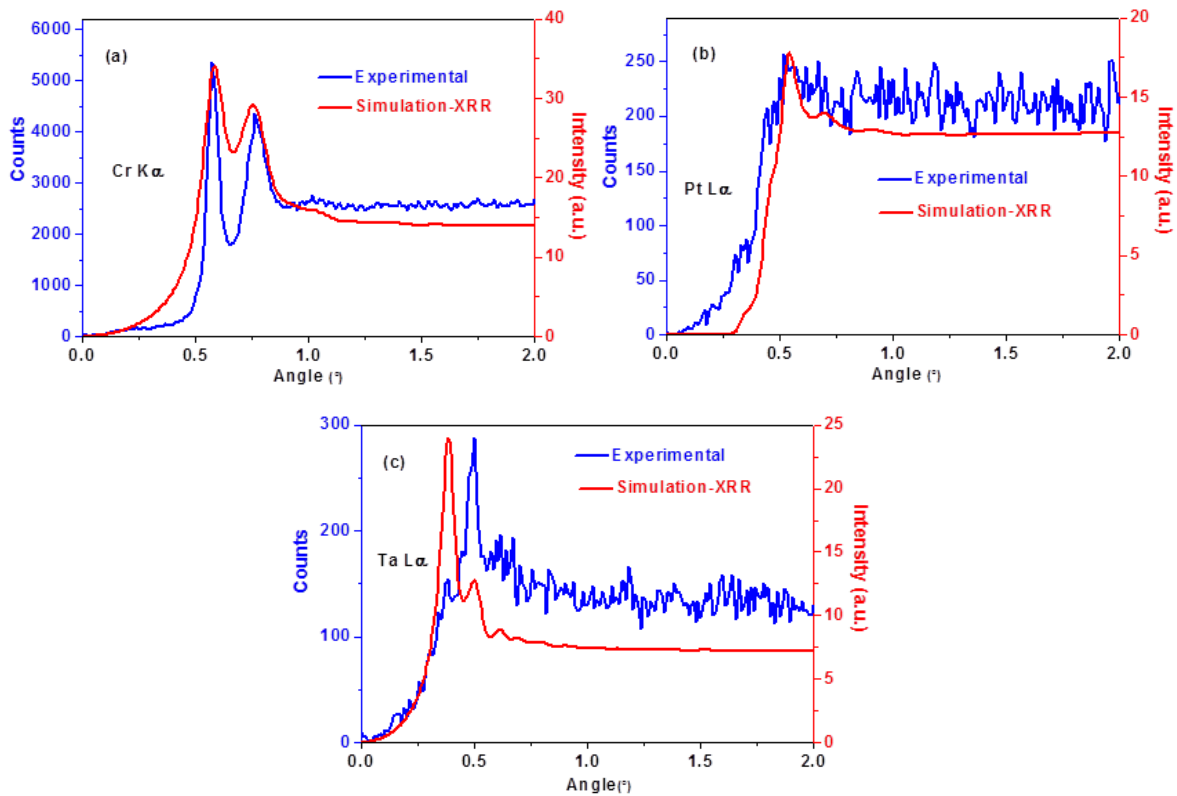 6000
5000
4000
3000
2000
1000
0
Counts
(a)
Experimental
Simulation-XRR
Cr Kα
40
30
20
10
0
Intensity (a.u.)
0.0 0.5 1.0 1.5 2.0
Angle (°)
250
200
150
100
50
0
Counts
(b)
Pt Lα
Experimental
Simulation-XRR
20
15
10
5
0
Intensity (a.u.)
0.0 0.5 1.0 1.5 2.0
Angle (°)
300
200
100
0
Counts
(c)
Experimental
Simulation-XRR
Ta Lα
25
20
15
10
5
0
Intensity (a.u.)
0.0 0.5 1.0 1.5 2.0
Angle(°)